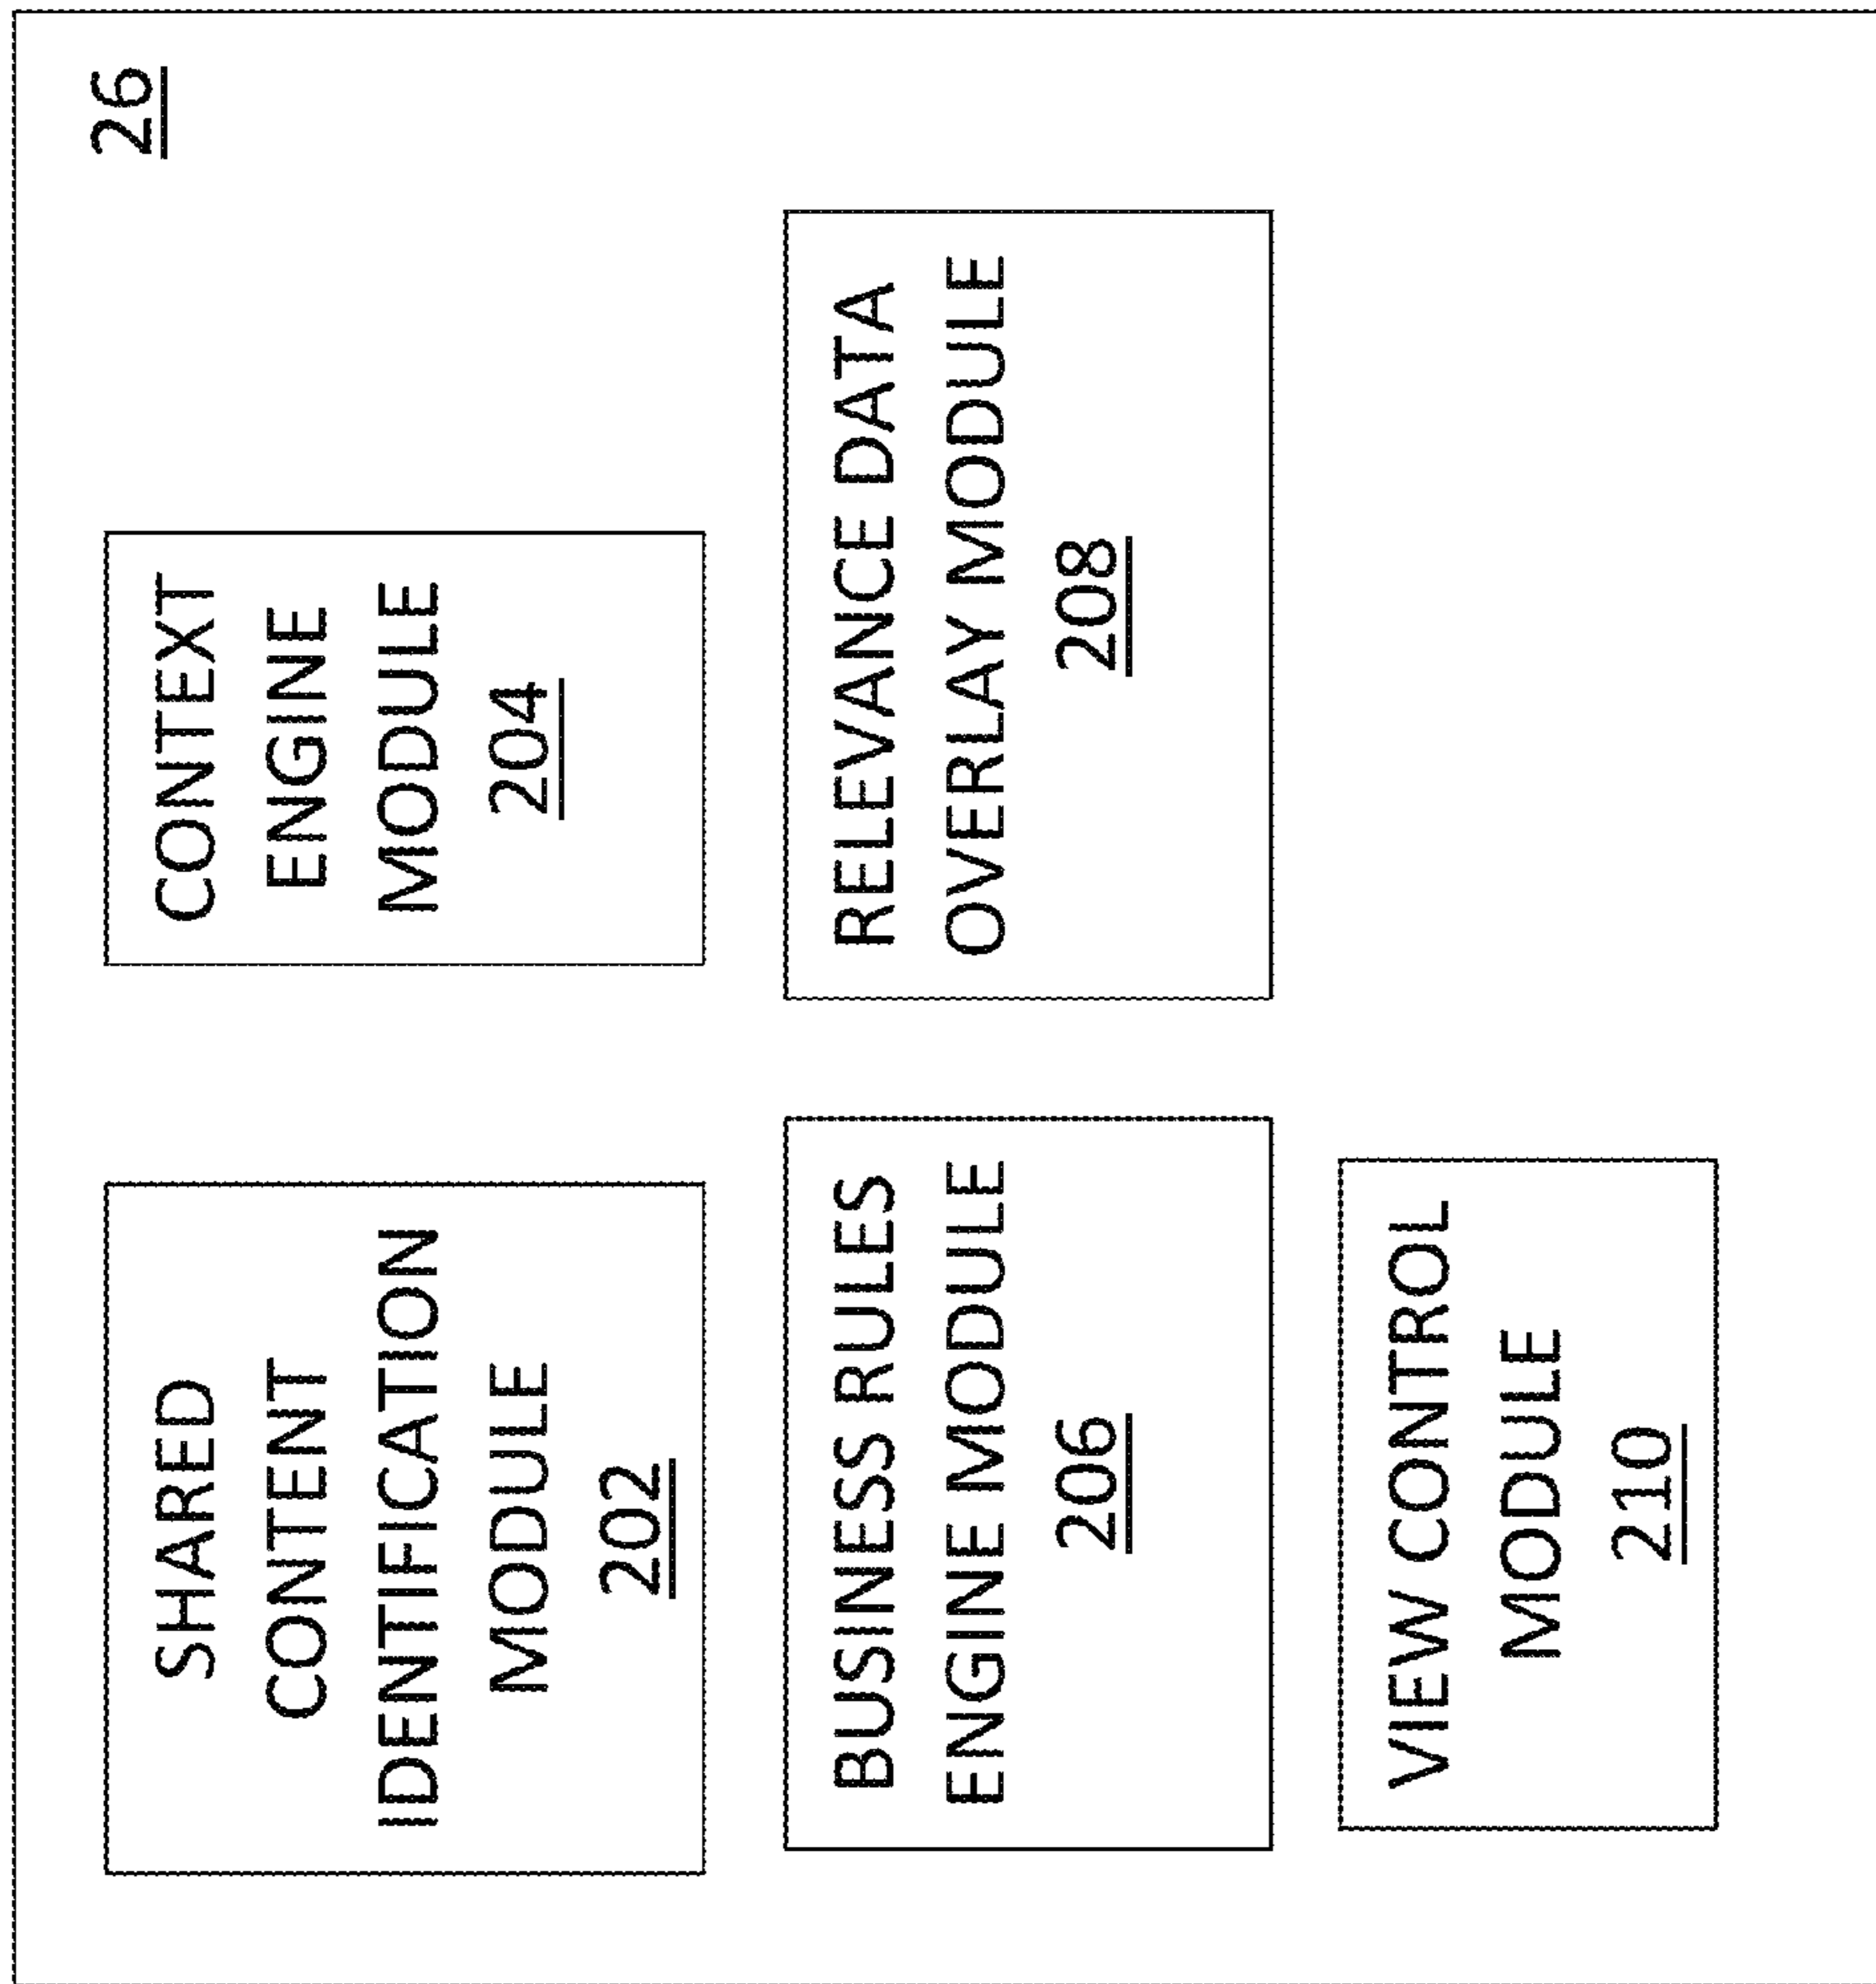 26
SHARED
CONTENT
IDENTIFICATION
MODULE
202
CONTEXT
ENGINE
MODULE
204
BUSINESS RULES
ENGINE MODULE
206
RELEVANCE DATA
OVERLAY MODULE
208
VIEW CONTROL
MODULE
210